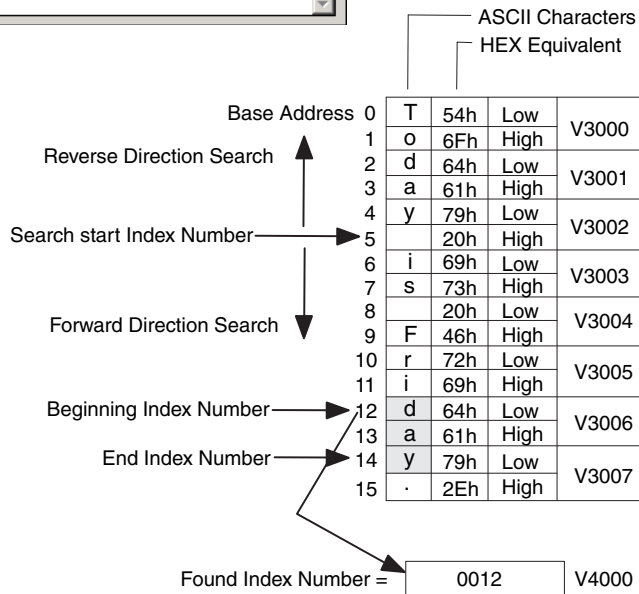 ASCII Characters
HEX Equivalent
Base Address 0 T 54h Low V3000
1 o 6Fh High
Reverse Direction Search
2 d 64h Low V3001
3 a 61h High
4 y 79h Low V3002
Search start Index Number 5 20h High
6 i 69h Low V3003
7 s 73h High
8 20h Low V3004
Forward Direction Search
9 F 46h High
10 r 72h Low V3005
11 i 69h High
Beginning Index Number 12 d 64h Low V3006
13 a 61h High
End Index Number 14 y 79h Low V3007
15 . 2Eh High
Found Index Number = 0012 V4000